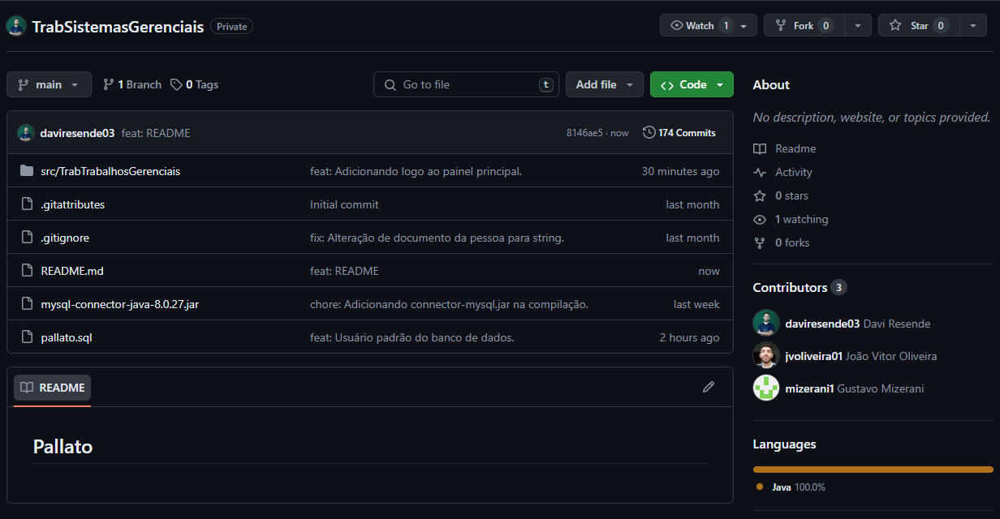 TrabSistemasGerenciais Private Watch 1 Fork 0 Star 0
main 1 Branch 0 Tags Go to file t Add file Code
daviresende03 feat: README 8146ae5 · now 174 Commits
src/TrabTrabalhosGerenciais feat: Adicionando logo ao painel principal. 30 minutes ago
.gitattributes Initial commit last month
.gitignore fix: Alteração de documento da pessoa para string. last month
README.md feat: README now
mysql-connector-java-8.0.27.jar chore: Adicionando connector-mysql.jar na compilação. last week
pallato.sql feat: Usuário padrão do banco de dados. 2 hours ago
README
Pallato
About
No description, website, or topics provided.
Readme
Activity
0 stars
1 watching
0 forks
Contributors 3
daviresende03 Davi Resende
jvoliveira01 João Vitor Oliveira
mizerani1 Gustavo Mizerani
Languages
Java 100.0%